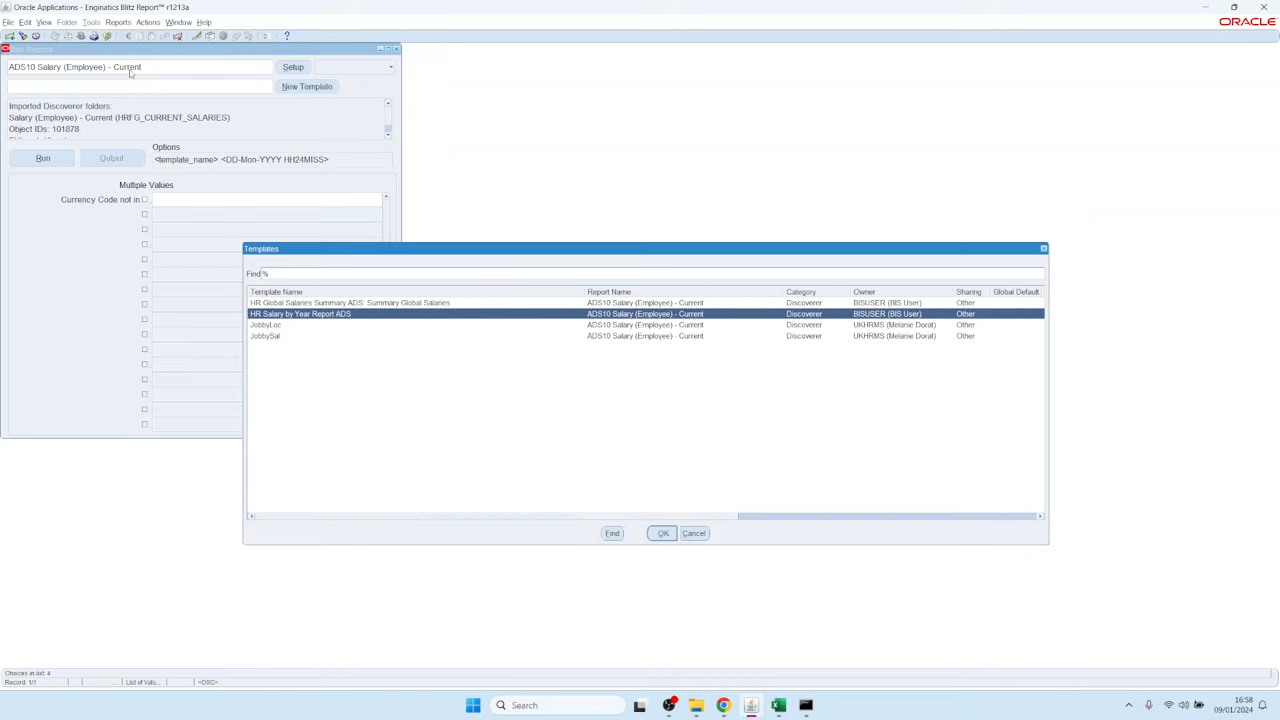 Oracle Applications - Enginatics Blitz Report™ r1213a
File Edit View Folder Tools Reports Actions Window Help
ORACLE
Blitz Reports
ADS10 Salary (Employee) - Current
Setup
New Template
Imported Discoverer folders:
Salary (Employee) - Current (HRFG_CURRENT_SALARIES)
Object IDs: 101878
Run Output
Options
<template_name> <DD-Mon-YYYY HH24MISS>
Multiple Values
Currency Code not in
Templates
Find %
Template Name Report Name Category Owner Sharing Global Default
HR Global Salaries Summary ADS: Summary Global Salaries ADS10 Salary (Employee) - Current Discoverer BISUSER (BIS User) Other
HR Salary by Year Report ADS ADS10 Salary (Employee) - Current Discoverer BISUSER (BIS User) Other
JobbyLoc ADS10 Salary (Employee) - Current Discoverer UKHRMS (Melanie Dorat) Other
JobbySal ADS10 Salary (Employee) - Current Discoverer UKHRMS (Melanie Dorat) Other
Find OK Cancel
Choices in list: 4
Record: 1/1 ... List of Valu... <OSC>
Search
16:58
09/01/2024